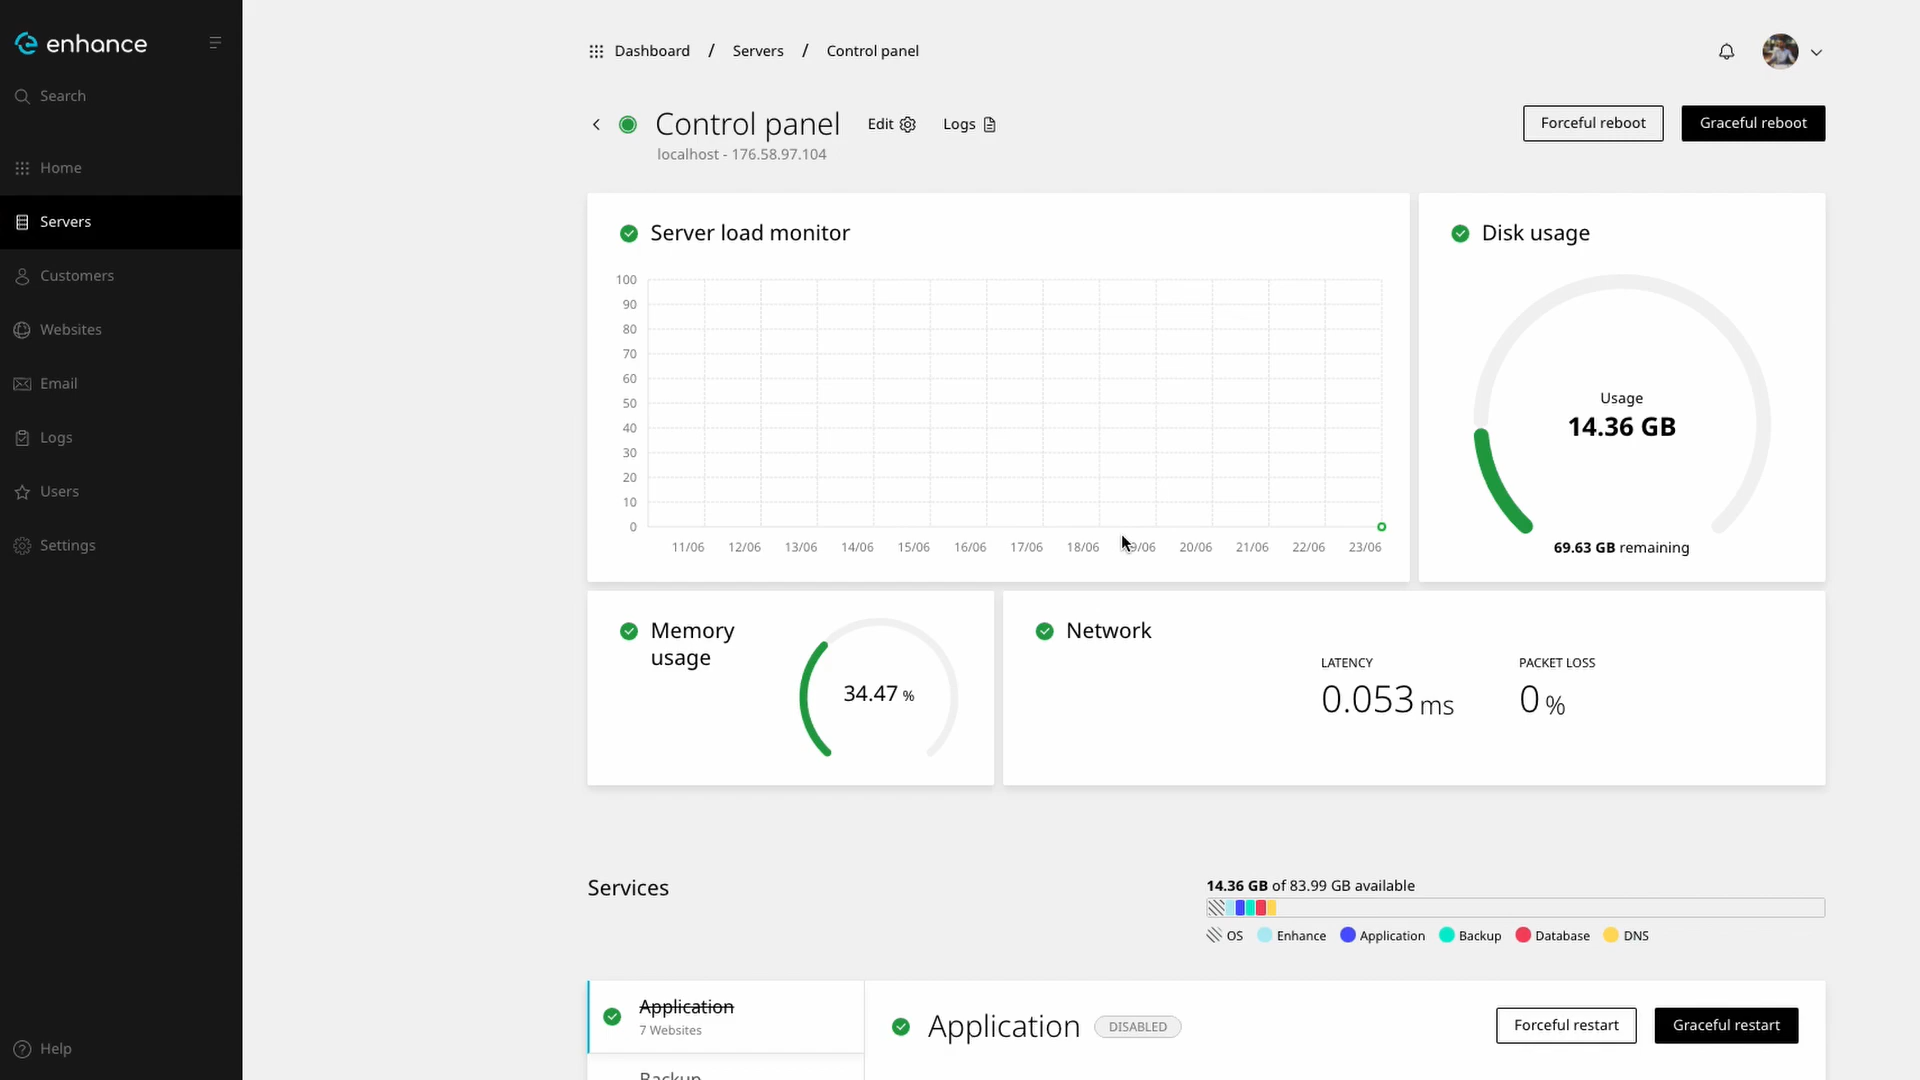 enhance
Search
Home
Servers
Customers
Websites
Email
Logs
Users
Settings
Help
Dashboard / Servers / Control panel
Control panel
Edit
Logs
localhost - 176.58.97.104
Forceful reboot
Graceful reboot
Server load monitor
100
90
80
70
60
50
40
30
20
10
0
11/06 12/06 13/06 14/06 15/06 16/06 17/06 18/06 19/06 20/06 21/06 22/06 23/06
Disk usage
Usage
14.36 GB
69.63 GB remaining
Memory
usage
34.47 %
Network
LATENCY
0.053 ms
PACKET LOSS
0 %
Services
14.36 GB of 83.99 GB available
OS Enhance Application Backup Database DNS
Application
7 Websites
Backup
Application DISABLED
Forceful restart
Graceful restart